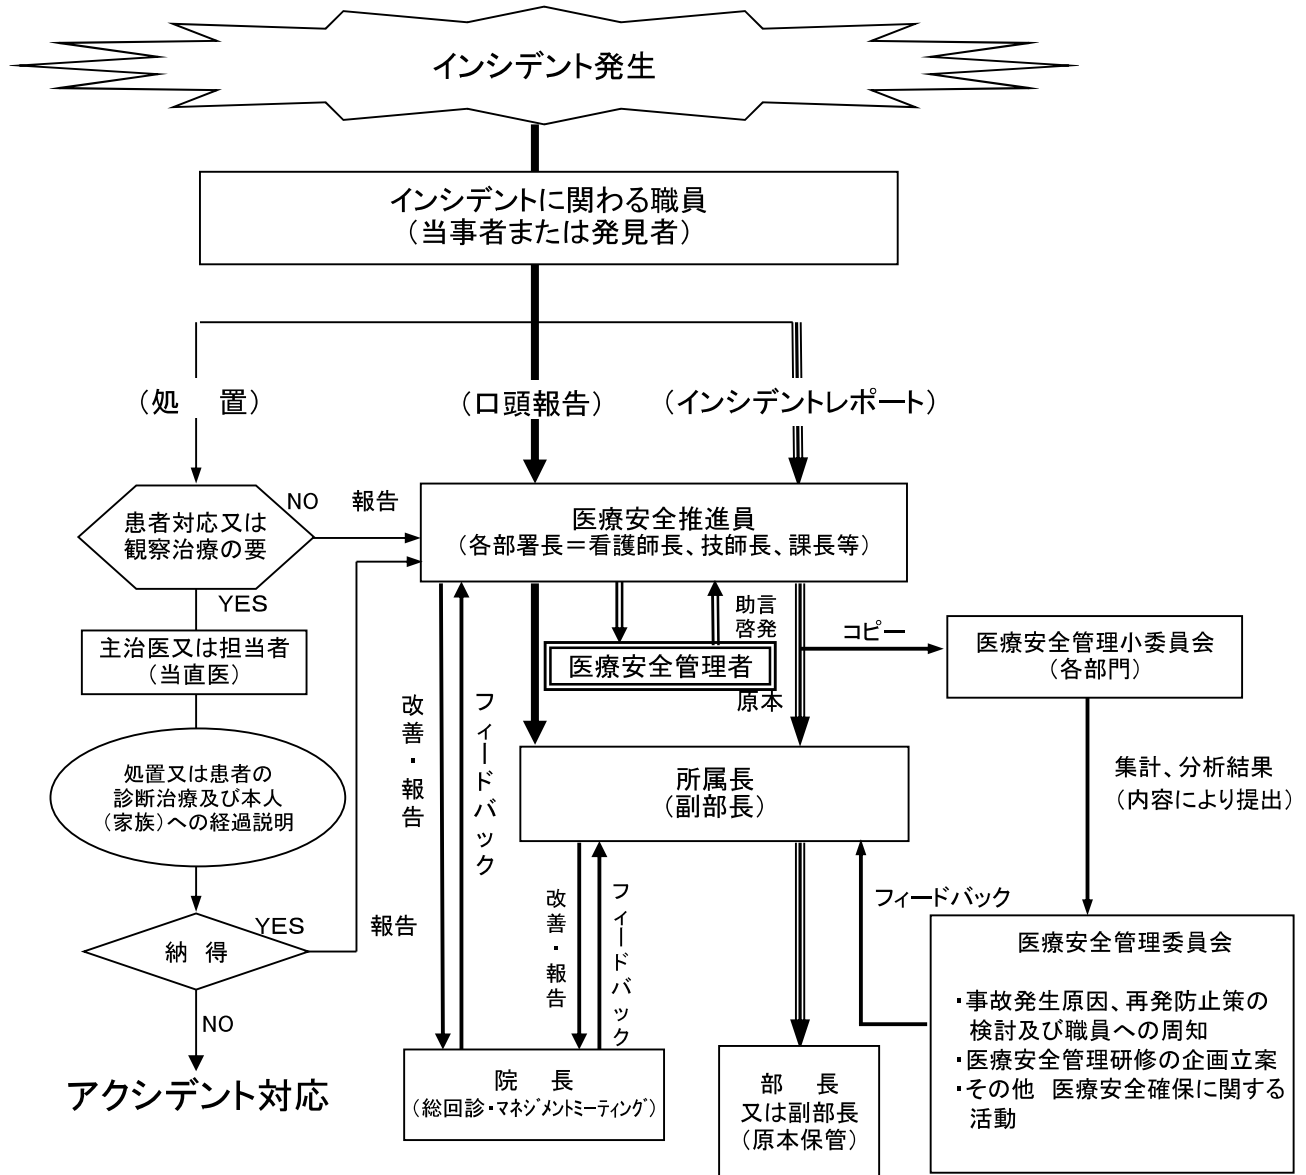 インシデント発生
インシデントに関わる職員
（当事者または発見者）
（処　置）
（口頭報告）
（インシデントレポート）
患者対応又は
観察治療の要
NO
報告
YES
医療安全推進員
（各部署長＝看護師長、技師長、課長等）
主治医又は担当者
（当直医）
助言
啓発
医療安全管理者
原本
コピー
医療安全管理小委員会
（各部門）
改善・報告
フィードバック
処置又は患者の
診断治療及び本人
（家族）への経過説明
所属長
（副部長）
集計、分析結果
（内容により提出）
納　得
YES
報告
NO
アクシデント対応
改善・報告
フィードバック
フィードバック
医療安全管理委員会
・事故発生原因、再発防止策の
検討及び職員への周知
・医療安全管理研修の企画立案
・その他　医療安全確保に関する
活動
院　長
（総回診・マネジメントミーティング）
部　長
又は副部長
（原本保管）